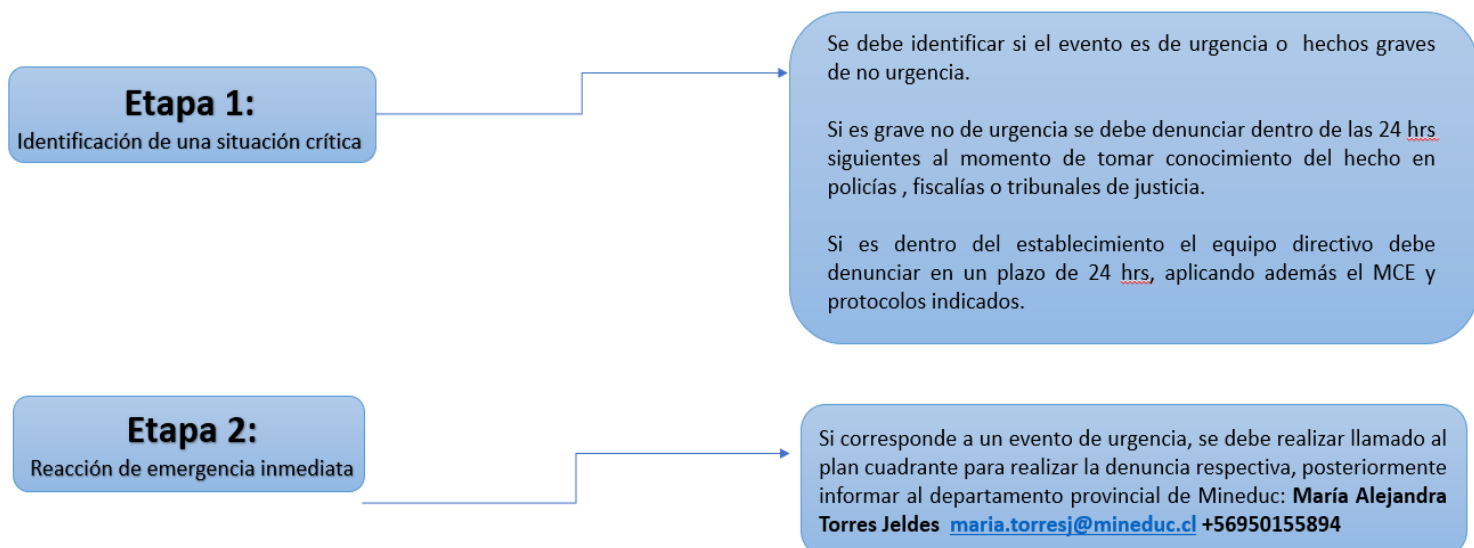 Etapa 1:
Identificación de una situación crítica
Se debe identificar si el evento es de urgencia o hechos graves
de no urgencia.
Si es grave no de urgencia se debe denunciar dentro de las 24 hrs
siguientes al momento de tomar conocimiento del hecho en
policías , fiscalías o tribunales de justicia.
Si es dentro del establecimiento el equipo directivo debe
denunciar en un plazo de 24 hrs, aplicando además el MCE y
protocolos indicados.
Etapa 2:
Reacción de emergencia inmediata
Si corresponde a un evento de urgencia, se debe realizar llamado al
plan cuadrante para realizar la denuncia respectiva, posteriormente
informar al departamento provincial de Mineduc: María Alejandra
Torres Jeldes maria.torresj@mineduc.cl +56950155894